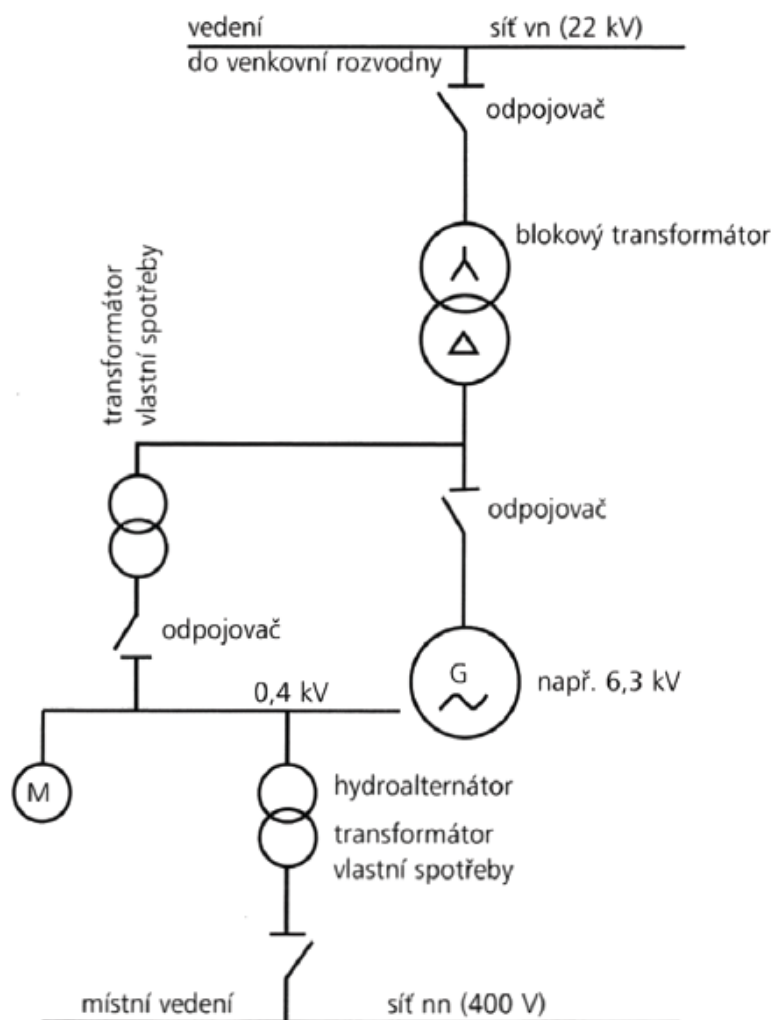 vedení síť vn (22 kV)
do venkovní rozvodny
odpojovač
blokový transformátor
transformátor
vlastní spotřeby
odpojovač
odpojovač
G
např. 6,3 kV
0,4 kV
M
hydroalternátor
transformátor
vlastní spotřeby
místní vedení síť nn (400 V)